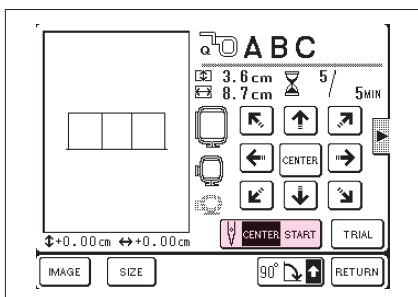 Q ABC
3.6cm 5/
8.7cm 5MIN
CENTER
+0.00cm +0.00cm
CENTER START TRIAL
IMAGE SIZE 90° RETURN